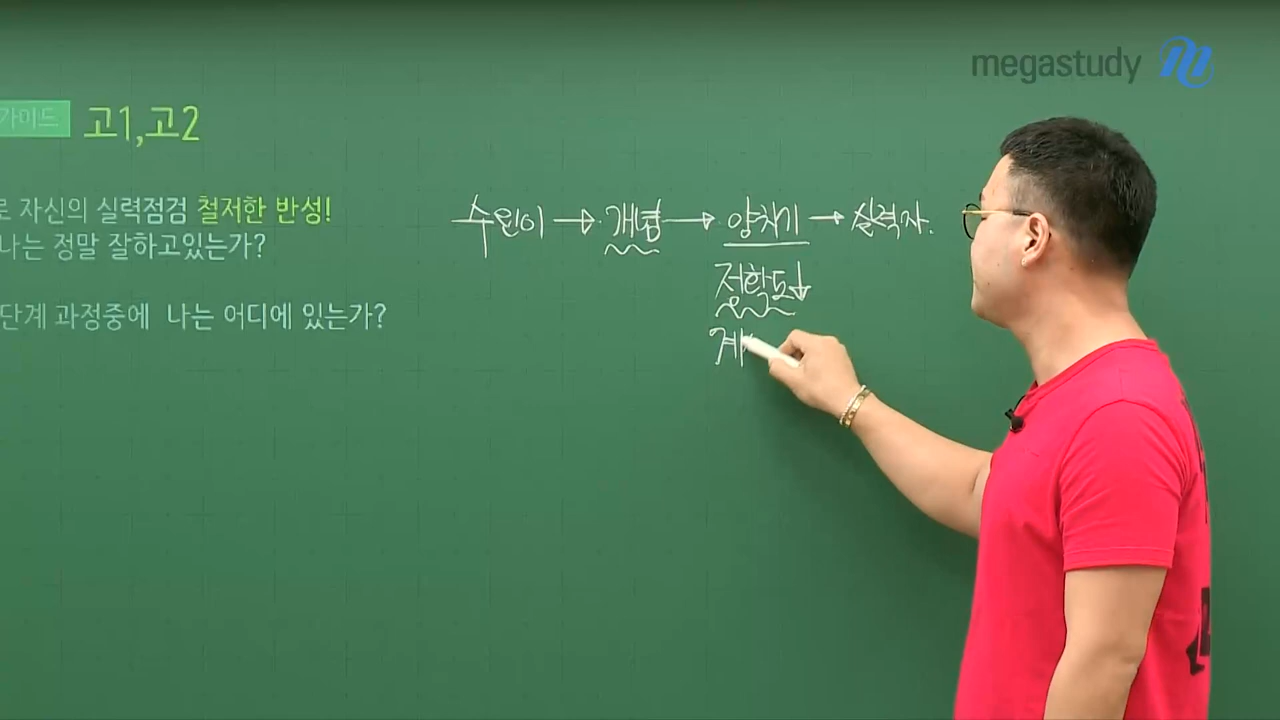 megastudy
가이드 고1,고2
로 자신의 실력점검 철저한 반성!
나는 정말 잘하고있는가?
단계 과정중에 나는 어디에 있는가?
수린이 → 개념 → 양치기 → 실력자.
정확도↓
계